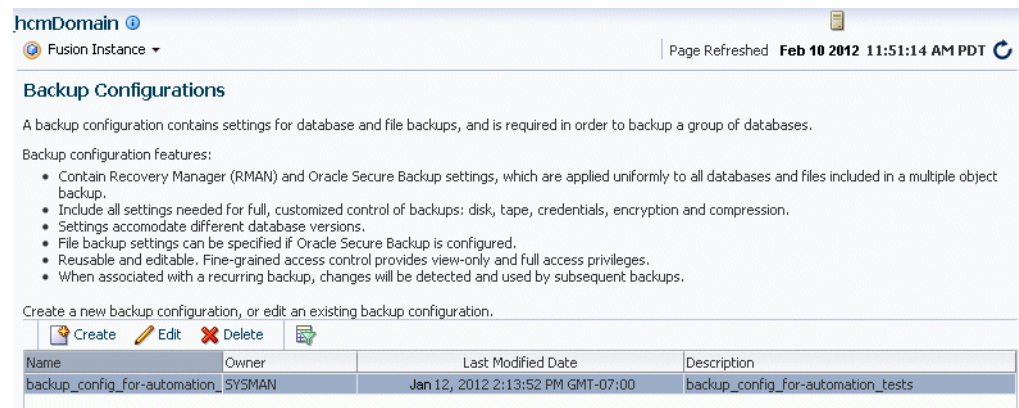 hcmDomain
Fusion Instance
Page Refreshed Feb 10 2012 11:51:14 AM PDT
Backup Configurations
A backup configuration contains settings for database and file backups, and is required in order to backup a group of databases.
Backup configuration features:
• Contain Recovery Manager (RMAN) and Oracle Secure Backup settings, which are applied uniformly to all databases and files included in a multiple object
backup.
• Include all settings needed for full, customized control of backups: disk, tape, credentials, encryption and compression.
• Settings accomodate different database versions.
• File backup settings can be specified if Oracle Secure Backup is configured.
• Reusable and editable. Fine-grained access control provides view-only and full access privileges.
• When associated with a recurring backup, changes will be detected and used by subsequent backups.
Create a new backup configuration, or edit an existing backup configuration.
Create Edit Delete
Name Owner Last Modified Date Description
backup_config_for-automation_ SYSMAN Jan 12, 2012 2:13:52 PM GMT-07:00 backup_config_for-automation_tests